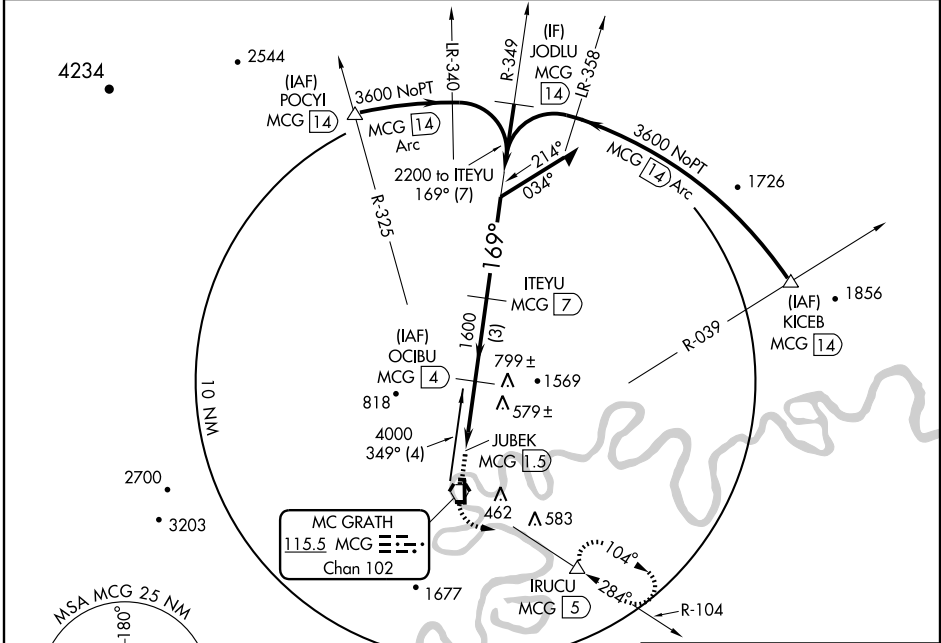 4234
2544
(IAF)
POCYI
MCG 14
3600 NoPT
MCG 14
Arc
LR-340
R-349
(IF)
JODLU
MCG
14
LR-358
3600 NoPT
MCG 14 Arc
2200 to ITEYU
169° (7)
214°
034°
1726
R-325
169°
ITEYU
MCG 7
1856
(IAF)
KICEB
MCG 14
R-039
1600
(3)
(IAF)
OCIBU
MCG 4
799 ±
1569
818
579 ±
10 NM
4000
349° (4)
JUBEK
MCG 1.5
2700
3203
462
583
MC GRATH
115.5 MCG
Chan 102
104°
284°
IRUCU
MCG 5
R-104
1677
MSA MCG 25 NM
-180°